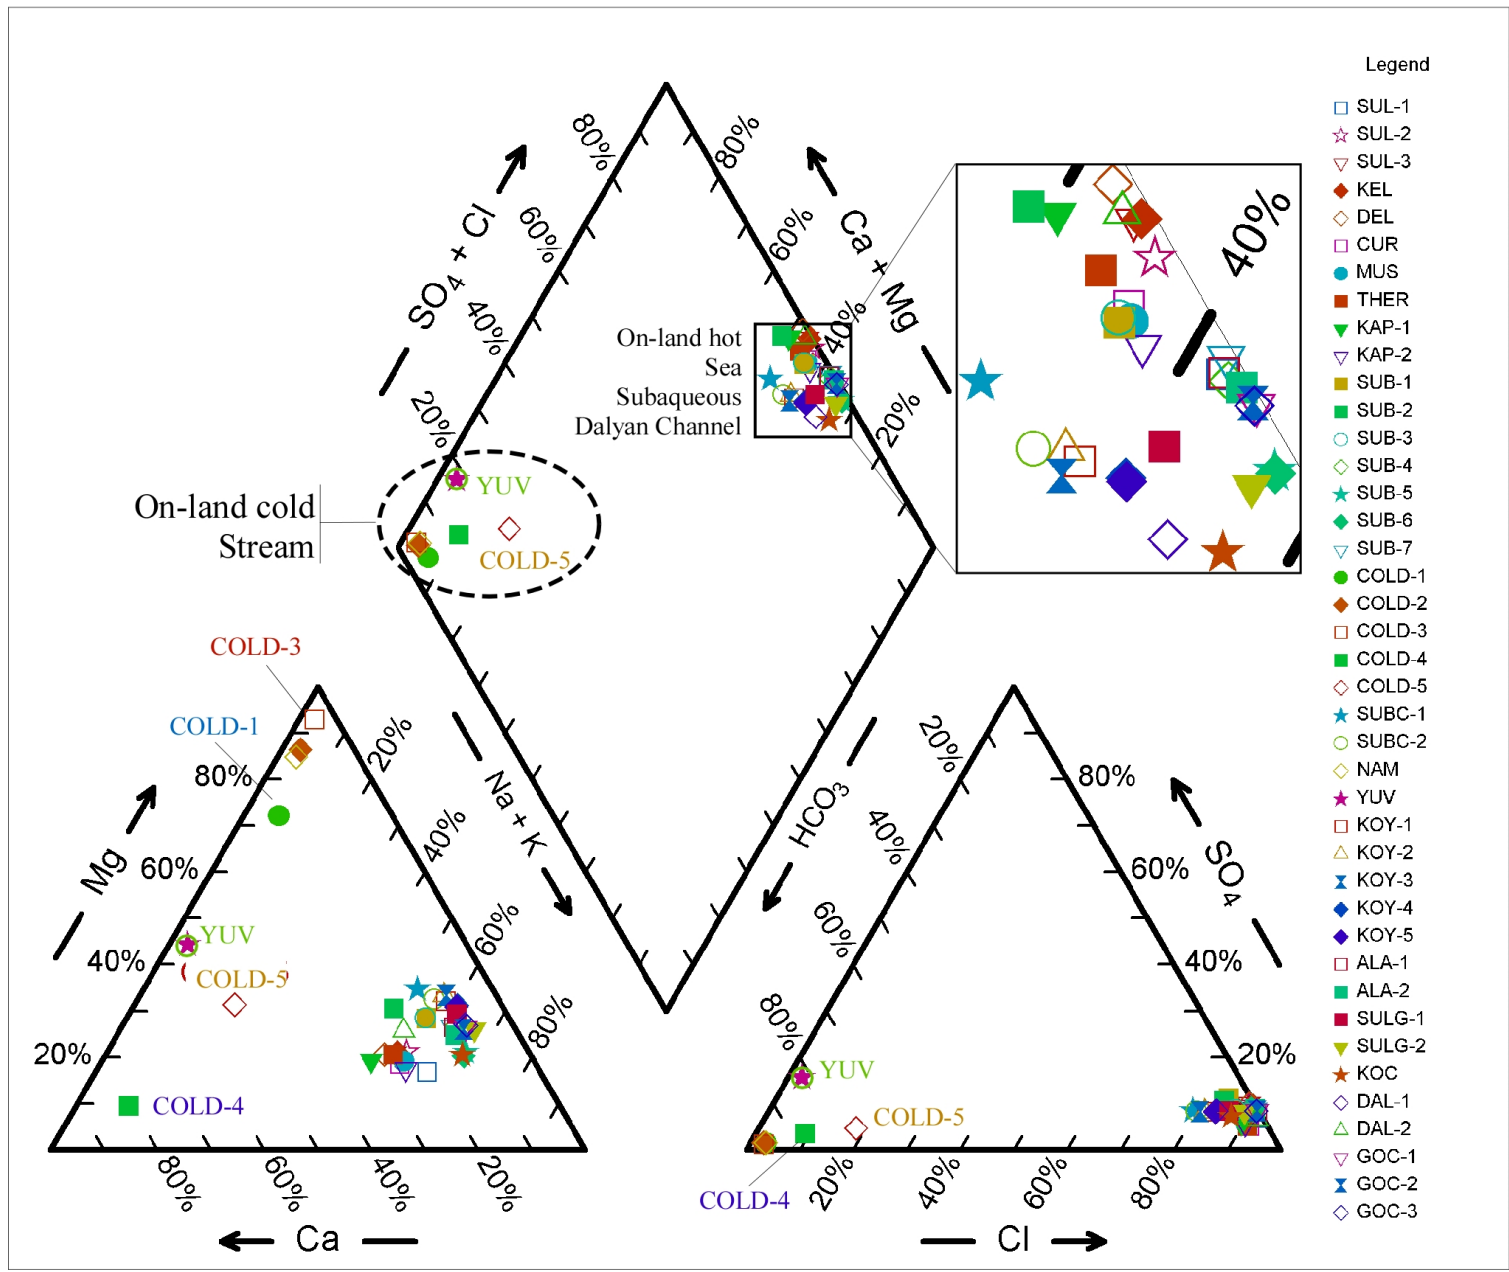 Legend
SUL-1
SUL-2
SUL-3
KEL
DEL
CUR
MUS
THER
KAP-1
KAP-2
SUB-1
SUB-2
SUB-3
SUB-4
SUB-5
SUB-6
SUB-7
COLD-1
COLD-2
COLD-3
COLD-4
COLD-5
SUBC-1
SUBC-2
NAM
YUV
KOY-1
KOY-2
KOY-3
KOY-4
KOY-5
ALA-1
ALA-2
SULG-1
SULG-2
KOC
DAL-1
DAL-2
GOC-1
GOC-2
GOC-3
80%
60%
40%
20%
SO4 + Cl
80%
60%
40%
20%
Ca + Mg
40%
On-land hot
Sea
Subaqueous
Dalyan Channel
On-land cold
Stream
YUV
COLD-5
COLD-3
COLD-1
80%
60%
40%
20%
Mg
YUV
COLD-5
COLD-4
20%
40%
60%
80%
Na + K
80%
60%
40%
20%
Ca
HCO3
20%
40%
60%
80%
YUV
COLD-5
COLD-4
80%
60%
40%
20%
SO4
20%
40%
60%
80%
Cl